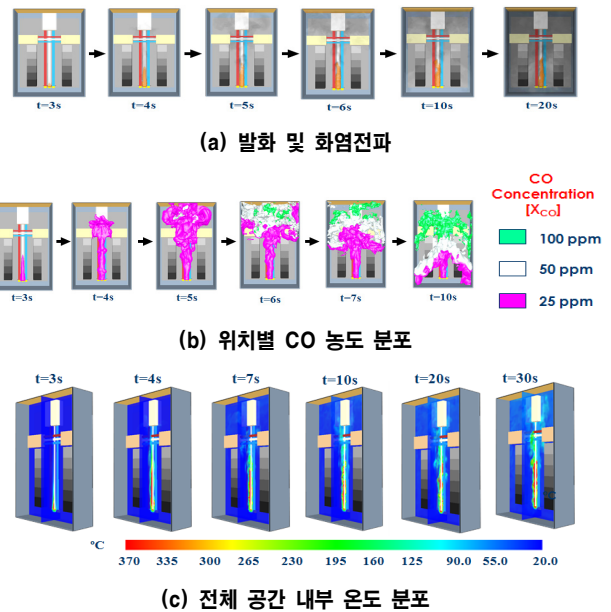 t=3s t=4s t=5s t=6s t=10s t=20s
(a) 발화 및 화염전파
CO
Concentration
[XCO]
100 ppm
50 ppm
25 ppm
t=3s t=4s t=5s t=6s t=7s t=10s
(b) 위치별 CO 농도 분포
t=3s t=4s t=7s t=10s t=20s t=30s
°C
°C
370 335 300 265 230 195 160 125 90.0 55.0 20.0
(c) 전체 공간 내부 온도 분포